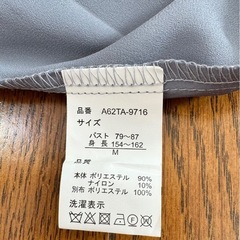 品番 A62TA-9716
サイズ
バスト 79〜87
身長 154〜162
M
品質
本体 ポリエステル 90%
ナイロン 10%
別布 ポリエステル 100%
洗濯表示